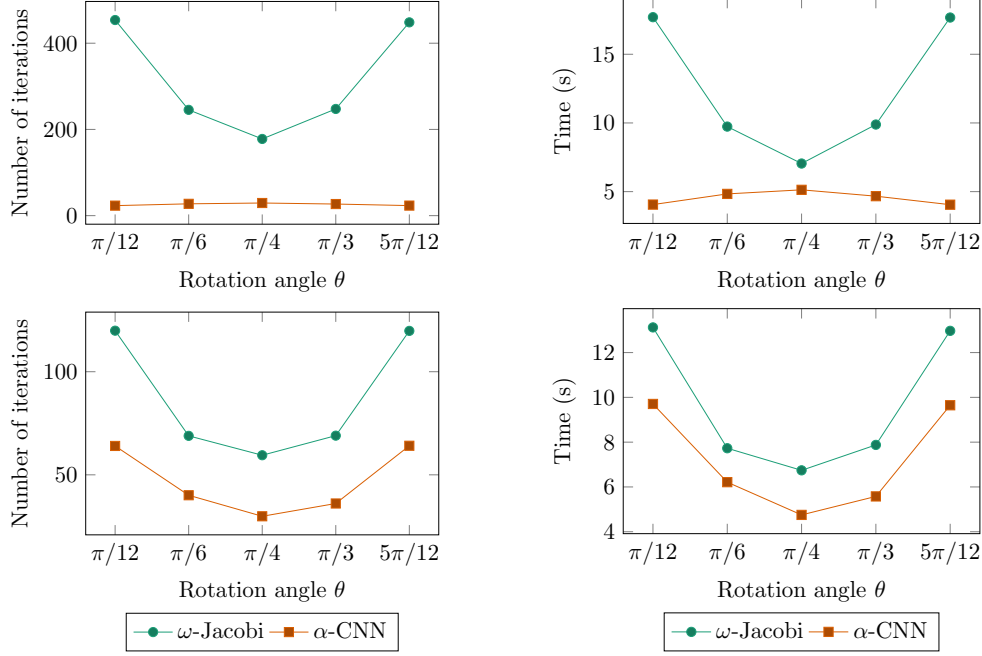 Number of iterations
400
200
0
π/12 π/6 π/4 π/3 5π/12
Rotation angle θ
Time (s)
15
10
5
π/12 π/6 π/4 π/3 5π/12
Rotation angle θ
Number of iterations
100
50
π/12 π/6 π/4 π/3 5π/12
Rotation angle θ
Time (s)
12
10
8
6
4
π/12 π/6 π/4 π/3 5π/12
Rotation angle θ
ω-Jacobi α-CNN
ω-Jacobi α-CNN